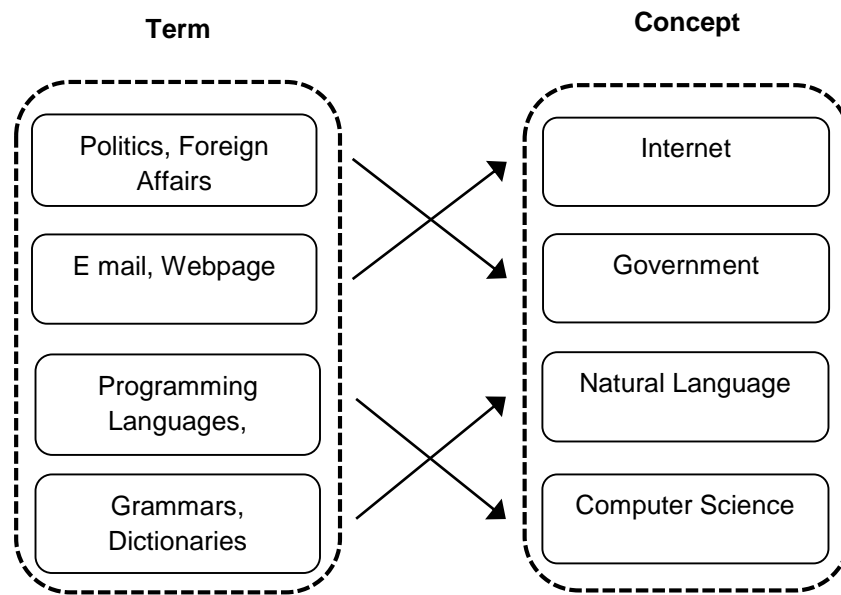 Term
Concept
Politics, Foreign
Affairs
E mail, Webpage
Programming
Languages,
Grammars,
Dictionaries
Internet
Government
Natural Language
Computer Science